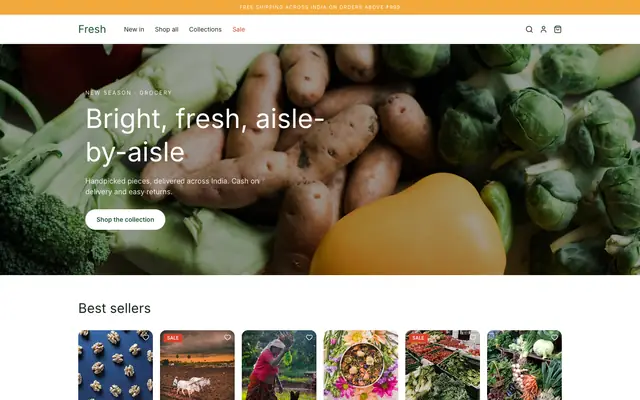 FREE SHIPPING ACROSS INDIA ON ORDERS ABOVE ₹999
Fresh
New in
Shop all
Collections
Sale
NEW SEASON · GROCERY
Bright, fresh, aisle-
by-aisle
Handpicked pieces, delivered across India. Cash on
delivery and easy returns.
Shop the collection
Best sellers
SALE
SALE